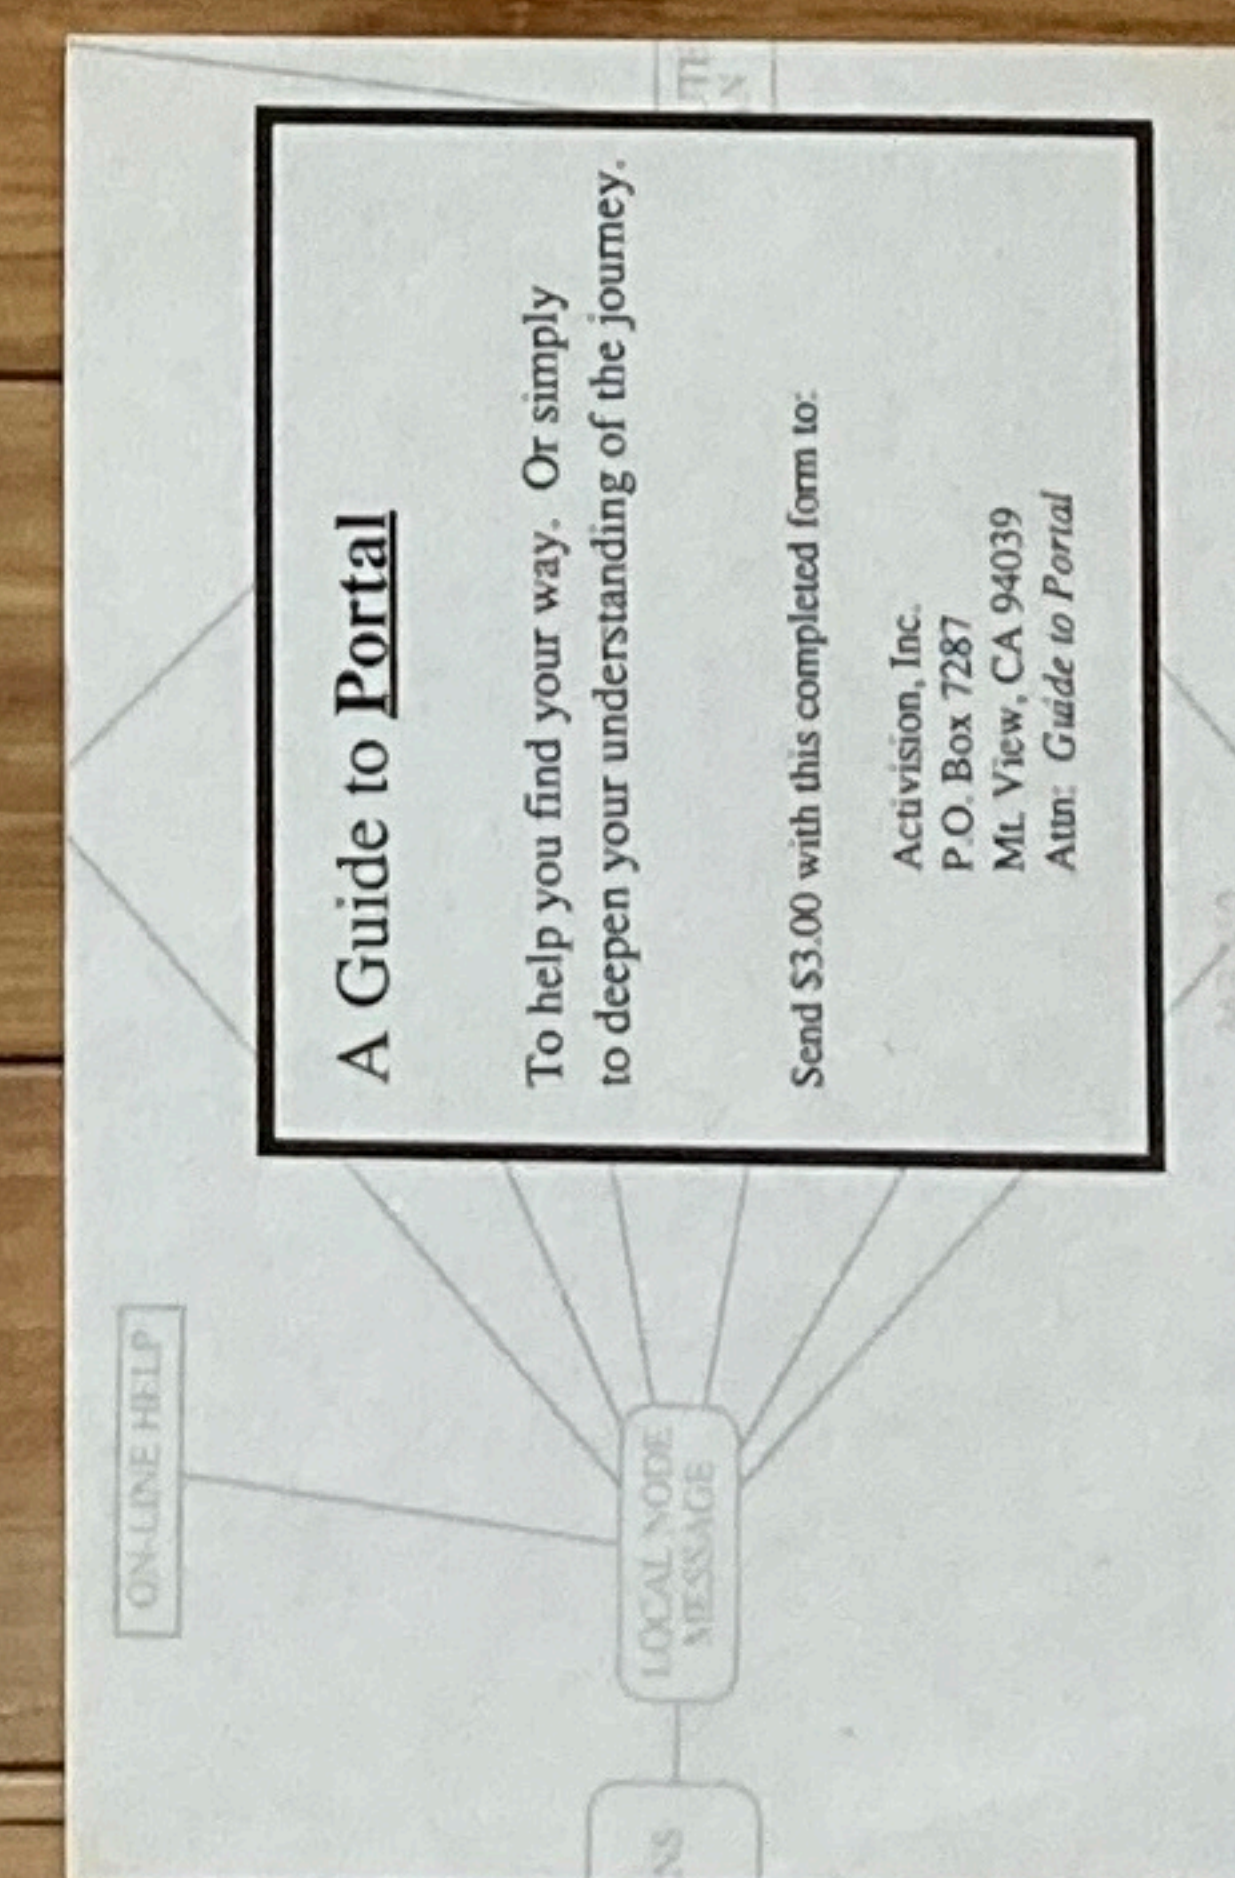 A Guide to Portal
To help you find your way. Or simply
to deepen your understanding of the journey.
Send $3.00 with this completed form to:
Activision, Inc.
P.O. Box 7287
Mt. View, CA 94039
Attn: Guide to Portal
ON-LINE HELP
LOCAL NODE
MESSAGE